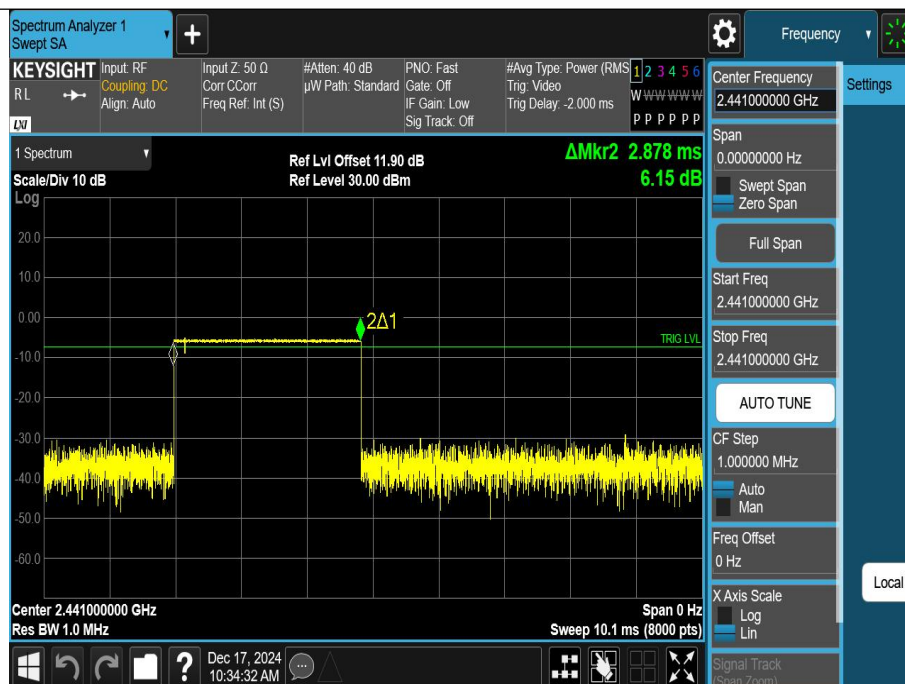 Spectrum Analyzer 1
Swept SA
Frequency
KEYSIGHT
RL
LXI
Input: RF
Coupling: DC
Align: Auto
Input Z: 50 Ω
Corr CCorr
Freq Ref: Int (S)
#Atten: 40 dB
µW Path: Standard
PNO: Fast
Gate: Off
IF Gain: Low
Sig Track: Off
#Avg Type: Power (RMS
Trig: Video
Trig Delay: -2.000 ms
1 2 3 4 5 6
W W W W W W
P P P P P P
1 Spectrum
Scale/Div 10 dB
Log
Ref Lvl Offset 11.90 dB
Ref Level 30.00 dBm
ΔMkr2 2.878 ms
6.15 dB
20.0
10.0
0.00
-10.0
-20.0
-30.0
-40.0
-50.0
-60.0
2Δ1
TRIG LVL
Center 2.441000000 GHz
Res BW 1.0 MHz
Span 0 Hz
Sweep 10.1 ms (8000 pts)
Dec 17, 2024
10:34:32 AM
Center Frequency
2.441000000 GHz
Span
0.00000000 Hz
Swept Span
Zero Span
Full Span
Start Freq
2.441000000 GHz
Stop Freq
2.441000000 GHz
AUTO TUNE
CF Step
1.000000 MHz
Auto
Man
Freq Offset
0 Hz
X Axis Scale
Log
Lin
Signal Track
(Span Zoom)
Settings
Local